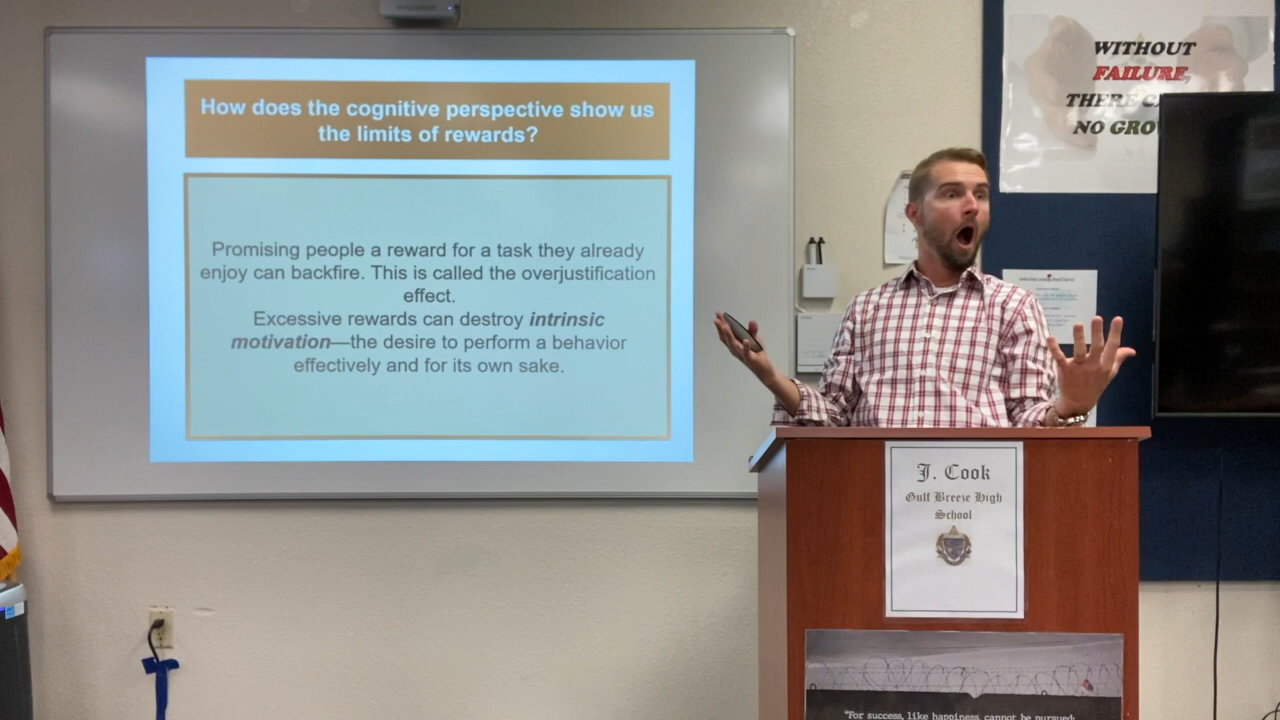 How does the cognitive perspective show us
the limits of rewards?
Promising people a reward for a task they already
enjoy can backfire. This is called the overjustification
effect.
Excessive rewards can destroy intrinsic
motivation—the desire to perform a behavior
effectively and for its own sake.
WITHOUT
FAILURE,
THERE
NO
J. Cook
Gulf Breeze High
School
"For success, like happiness, cannot be pursued;